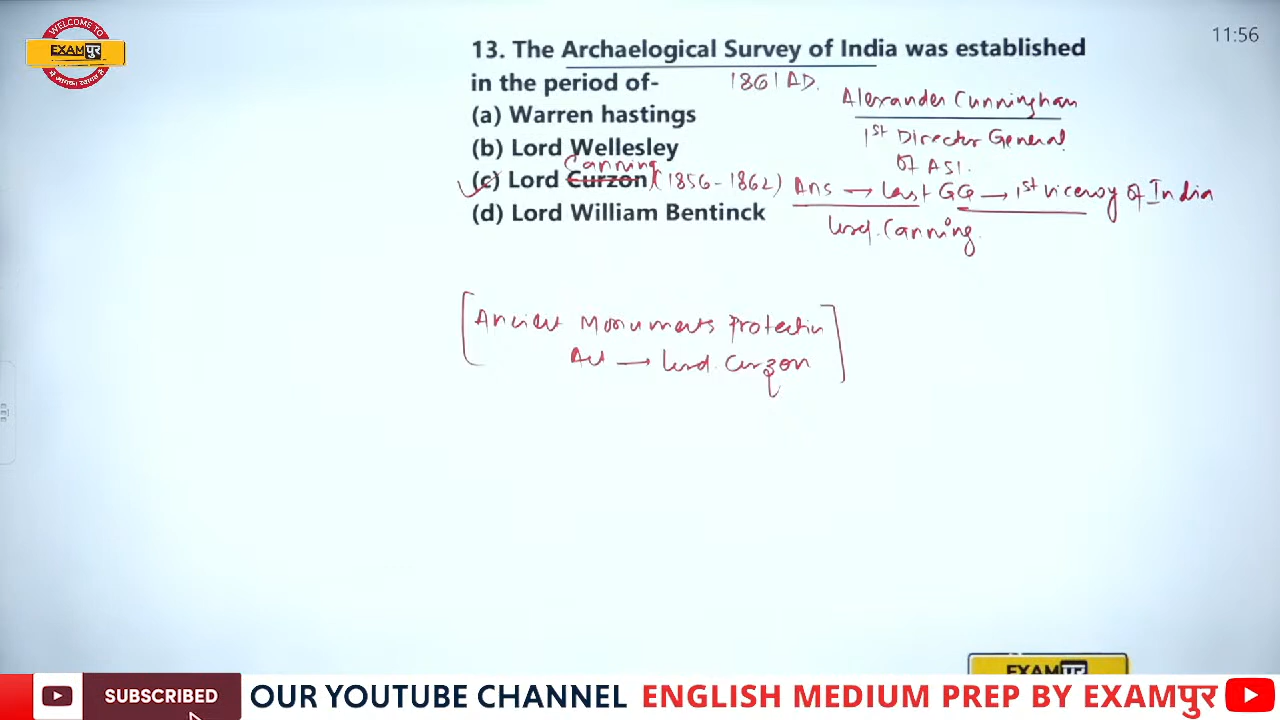 WELCOME TO
EXAMपुर
11:56
13. The Archaelogical Survey of India was established
in the period of- 1861 AD.
Alexander Cunningham
(a) Warren hastings
1st Director General
(b) Lord Wellesley
of ASI.
Canning
(c) Lord Curzon (1856-1862) Ans → Last GG → 1st viceroy of India
(d) Lord William Bentinck
Lord. Canning.
[Ancient Monuments Protection
Act → Lord. Curzon]
EXAMपुर
SUBSCRIBED OUR YOUTUBE CHANNEL ENGLISH MEDIUM PREP BY EXAMपुर